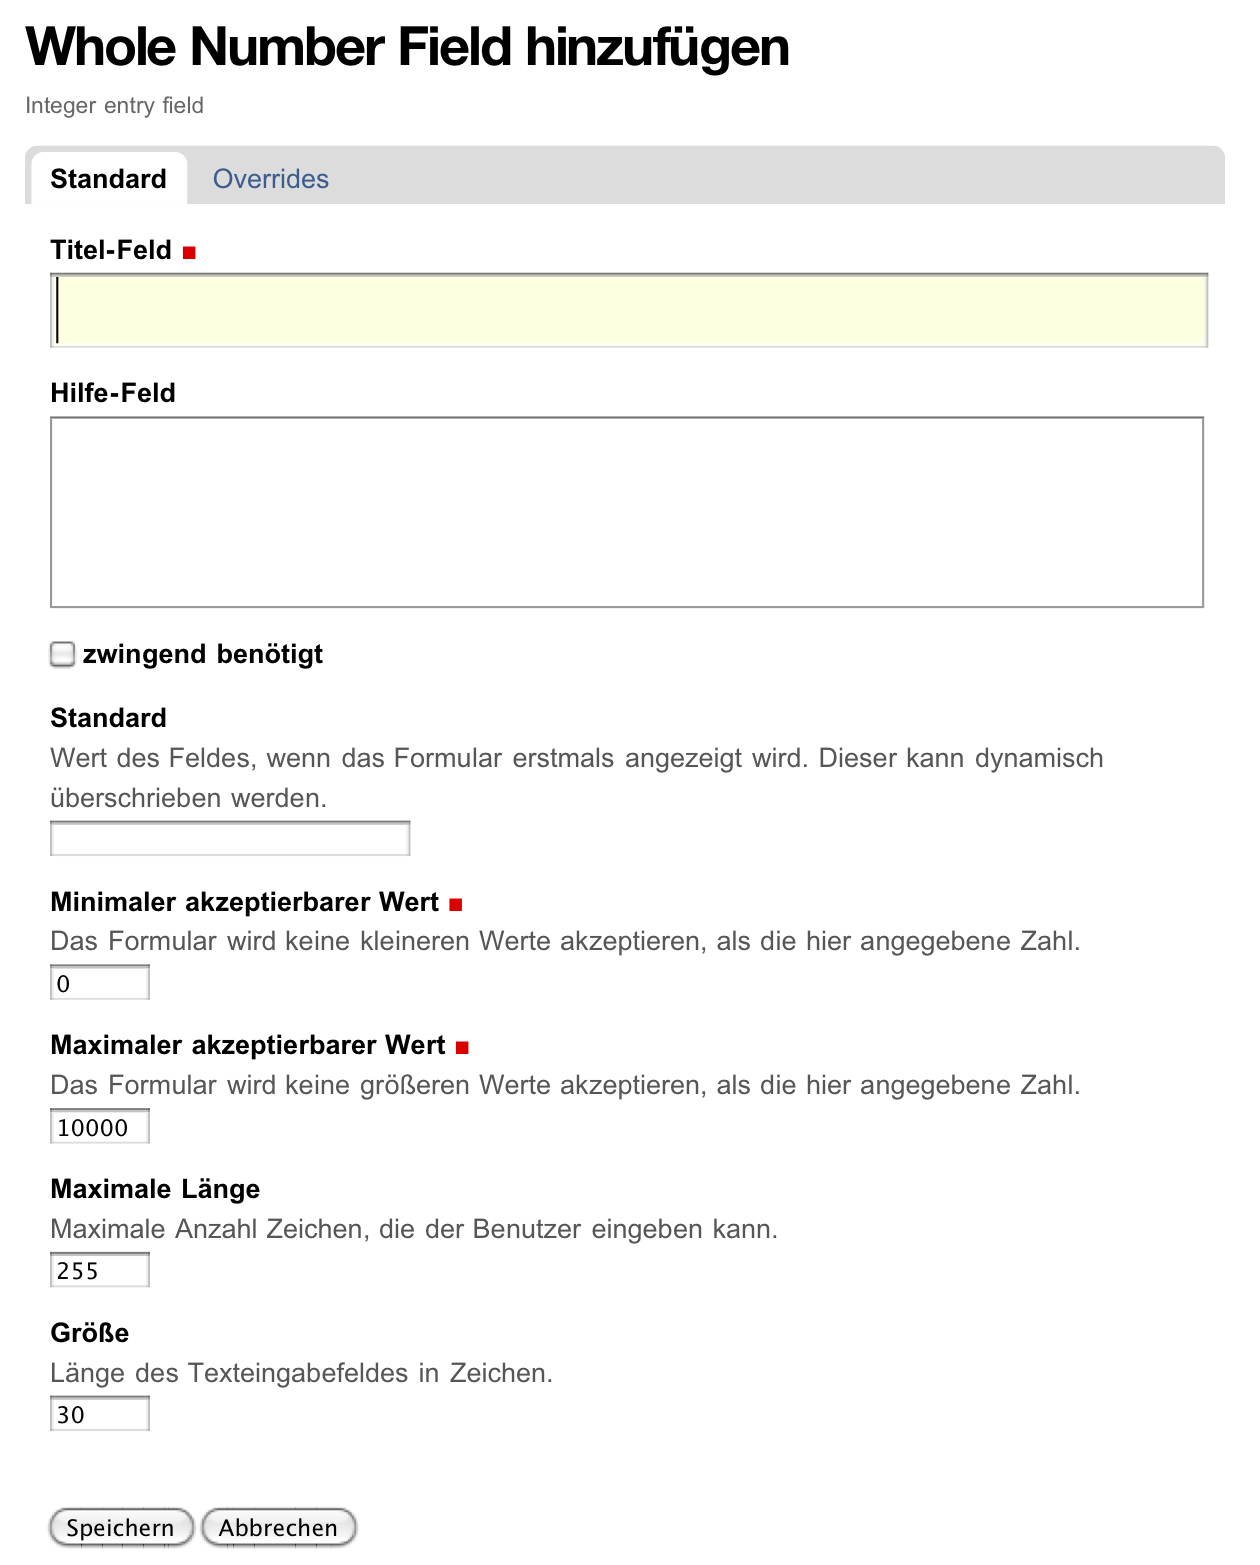 Whole Number Field hinzufügen
Integer entry field
Standard Overrides
Titel-Feld
Hilfe-Feld
zwingend benötigt
Standard
Wert des Feldes, wenn das Formular erstmals angezeigt wird. Dieser kann dynamisch
überschrieben werden.
Minimaler akzeptierbarer Wert
Das Formular wird keine kleineren Werte akzeptieren, als die hier angegebene Zahl.
0
Maximaler akzeptierbarer Wert
Das Formular wird keine größeren Werte akzeptieren, als die hier angegebene Zahl.
10000
Maximale Länge
Maximale Anzahl Zeichen, die der Benutzer eingeben kann.
255
Größe
Länge des Texteingabefeldes in Zeichen.
30
Speichern Abbrechen